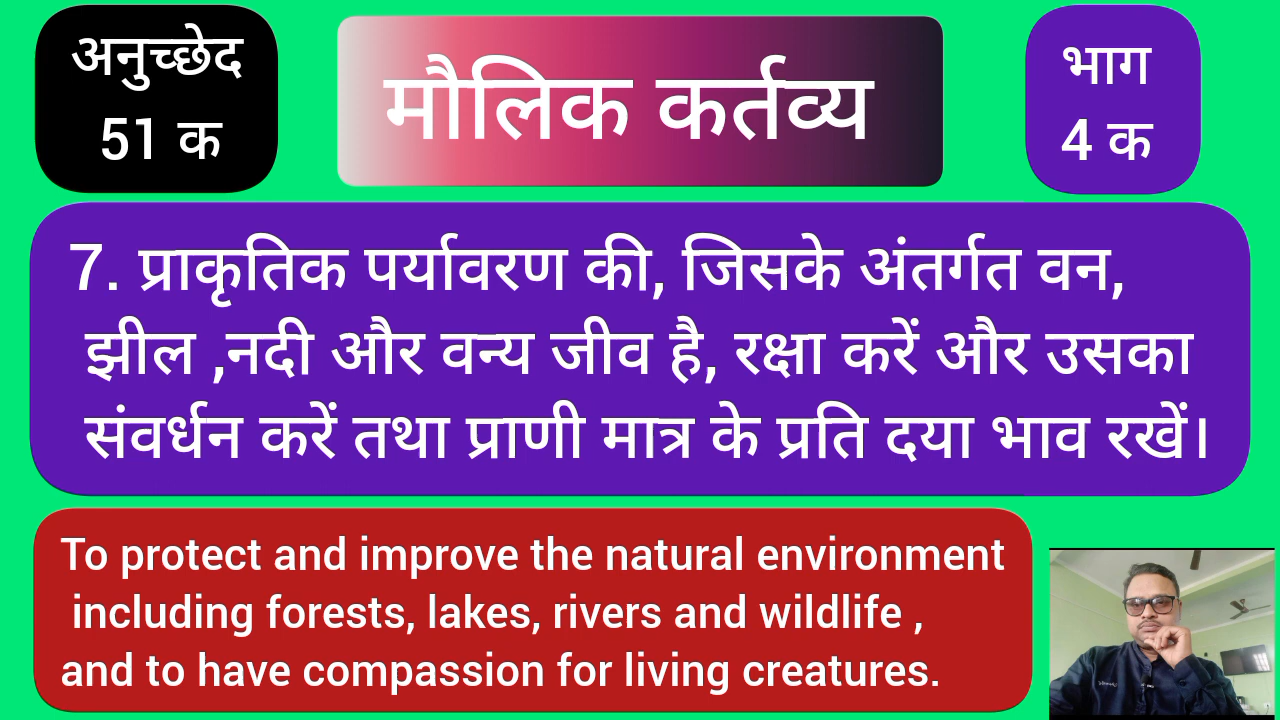 अनुच्छेद
51 क
मौलिक कर्तव्य
भाग
4 क
7. प्राकृतिक पर्यावरण की, जिसके अंतर्गत वन,
झील ,नदी और वन्य जीव है, रक्षा करें और उसका
संवर्धन करें तथा प्राणी मात्र के प्रति दया भाव रखें।
To protect and improve the natural environment
including forests, lakes, rivers and wildlife ,
and to have compassion for living creatures.